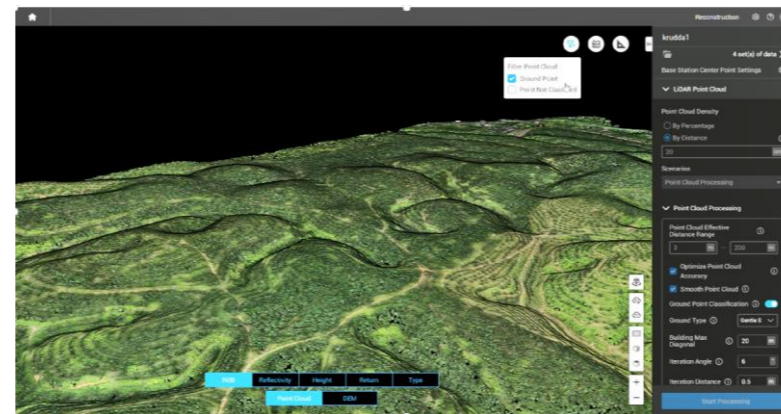 Reconstruction
krudda1
4 set(s) of data
Base Station Center Point Settings
LiDAR Point Cloud
Point Cloud Density
By Percentage
By Distance
20
Scenarios
Point Cloud Processing
Point Cloud Processing
Point Cloud Effective
Distance Range
3
200
Optimize Point Cloud
Accuracy
Smooth Point Cloud
Ground Point Classification
Ground Type
Gentle S
Building Max
Diagonal
20
m
Iteration Angle
6
Iteration Distance
0.5
m
Start Processing
Filter Point Cloud
Ground Point
Point Not Classified
RGB
Reflectivity
Height
Return
Type
Point Cloud
DEM